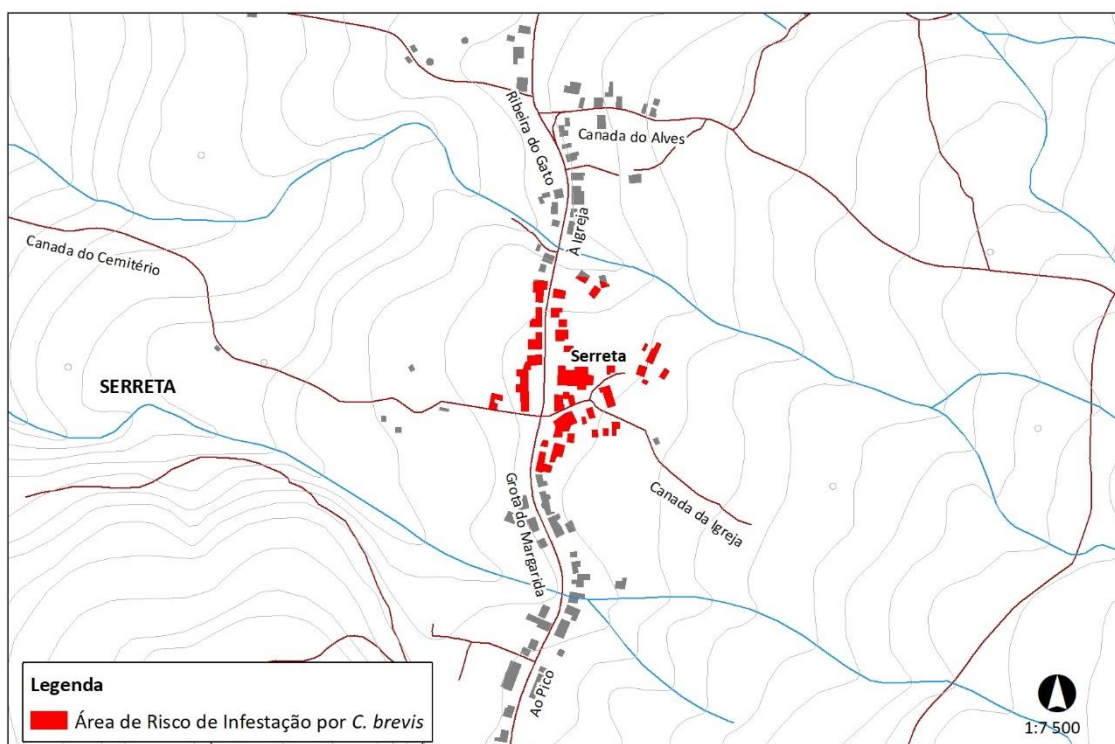 Ribeira do Gato
Canada do Alves
À Igreja
Canada do Cemitério
Serreta
SERRETA
Grota do Margarida
Canada da Igreja
Ao Pico
Legenda
Área de Risco de Infestação por C. brevis
1:7 500